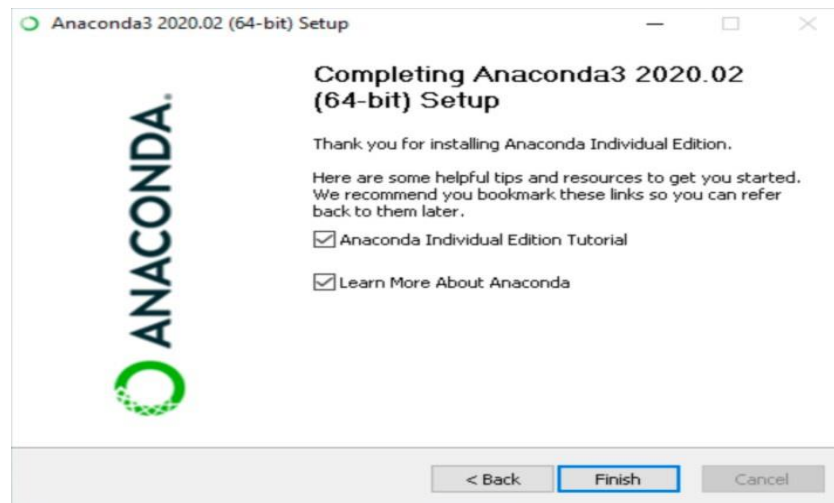 Anaconda3 2020.02 (64-bit) Setup
ANACONDA.
Completing Anaconda3 2020.02
(64-bit) Setup
Thank you for installing Anaconda Individual Edition.
Here are some helpful tips and resources to get you started.
We recommend you bookmark these links so you can refer
back to them later.
Anaconda Individual Edition Tutorial
Learn More About Anaconda
< Back
Finish
Cancel